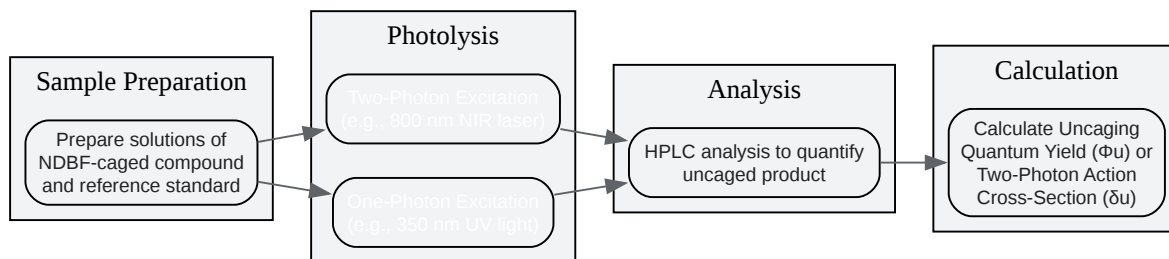 Sample Preparation
Prepare solutions of
NDBF-caged compound
and reference standard
Photolysis
Two-Photon Excitation
(e.g., 800 nm NIR laser)
One-Photon Excitation
(e.g., 350 nm UV light)
Analysis
HPLC analysis to quantify
uncaged product
Calculation
Calculate Uncaging
Quantum Yield (Φu) or
Two-Photon Action
Cross-Section (δu)